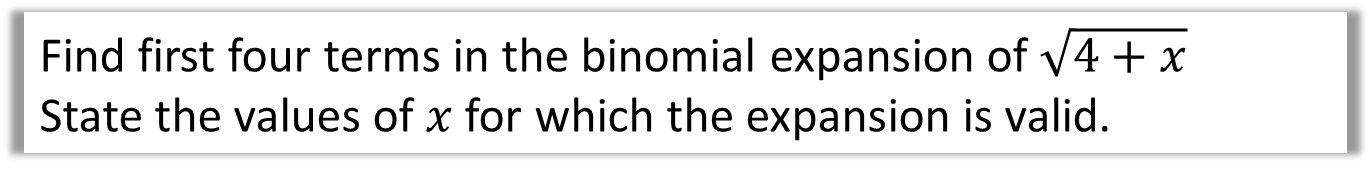 Find first four terms in the binomial expansion of √4 + x
State the values of x for which the expansion is valid.